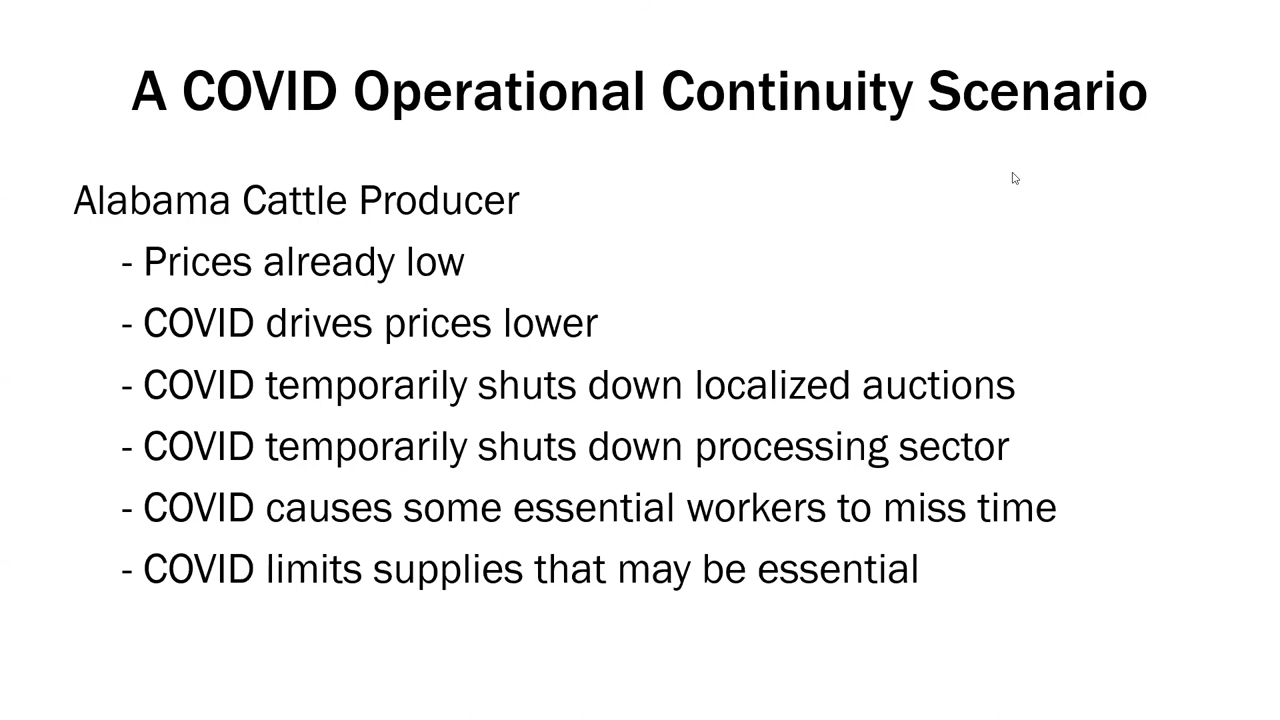 A COVID Operational Continuity Scenario
Alabama Cattle Producer
- Prices already low
- COVID drives prices lower
- COVID temporarily shuts down localized auctions
- COVID temporarily shuts down processing sector
- COVID causes some essential workers to miss time
- COVID limits supplies that may be essential